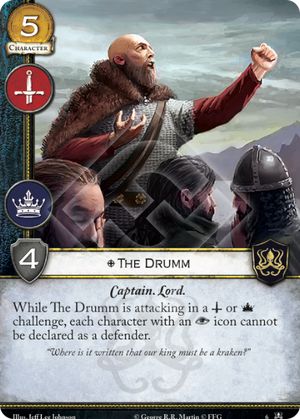 5
CHARACTER
4
THE DRUMM
Captain. Lord.
While The Drumm is attacking in a or
challenge, each character with an icon cannot
be declared as a defender.
"Where is it written that our king must be a kraken?"
Illus. Jeff Lee Johnson © George R.R. Martin © FFG 6